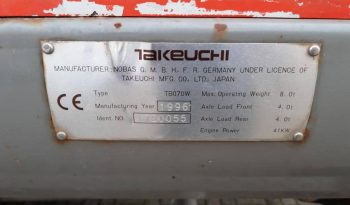 TAKEUCHI
MANUFACTURER: NOBAS G. M. B. H. F. R. GERMANY UNDER LICENCE OF
TAKEUCHI MFG. CO. LTD. JAPAN
CE
Type TB070W Max. Operating Weight 8.0t
Manufacturing Year 1996 Axle Load Front 4.0t
Ident NO. Axle Load Rear 4.0t
Engine Power 41KW